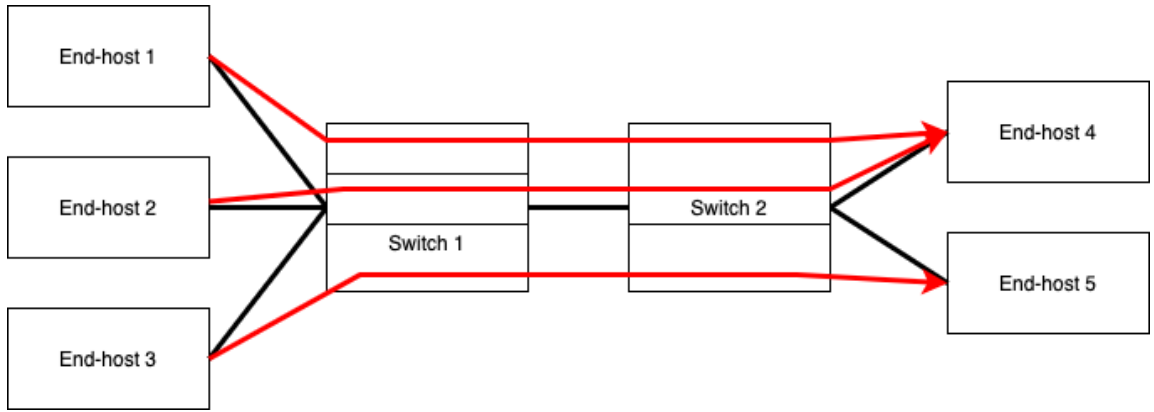 End-host 1
End-host 2
End-host 3
Switch 1
Switch 2
End-host 4
End-host 5